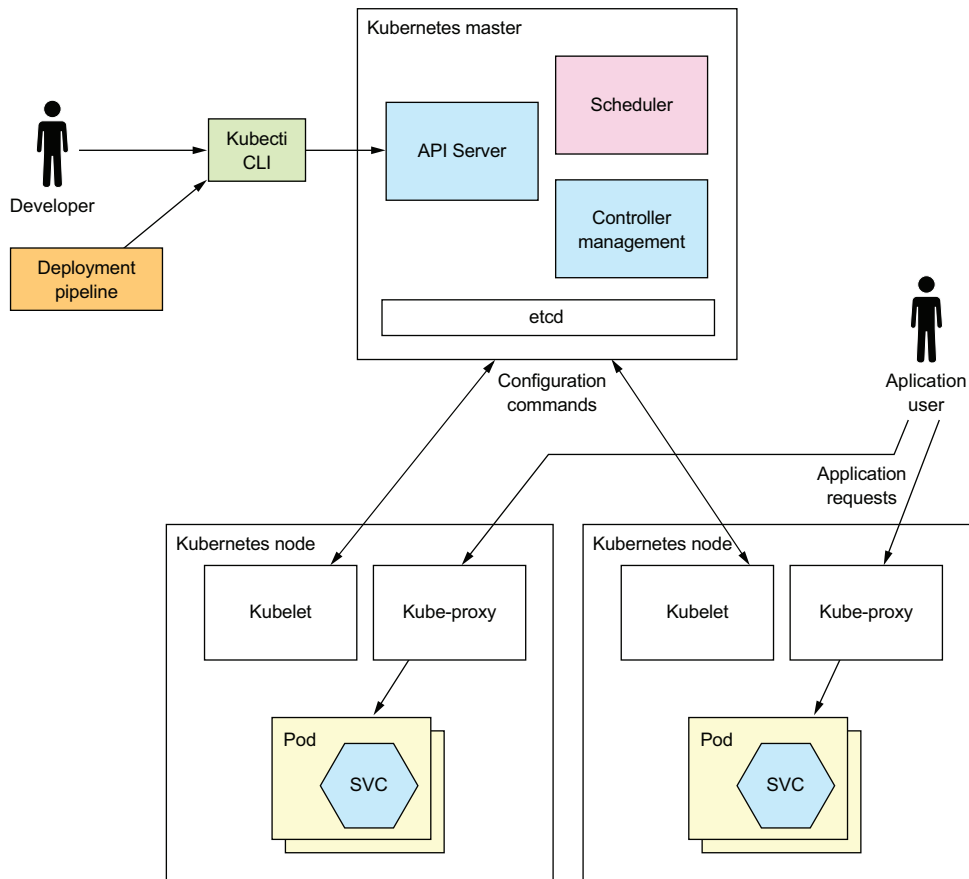 Kubernetes master
Scheduler
Kubecti
CLI
API Server
Developer
Controller
management
Deployment
pipeline
etcd
Configuration
commands
Aplication
user
Application
requests
Kubernetes node
Kubelet
Kube-proxy
Pod
SVC
Kubernetes node
Kubelet
Kube-proxy
Pod
SVC